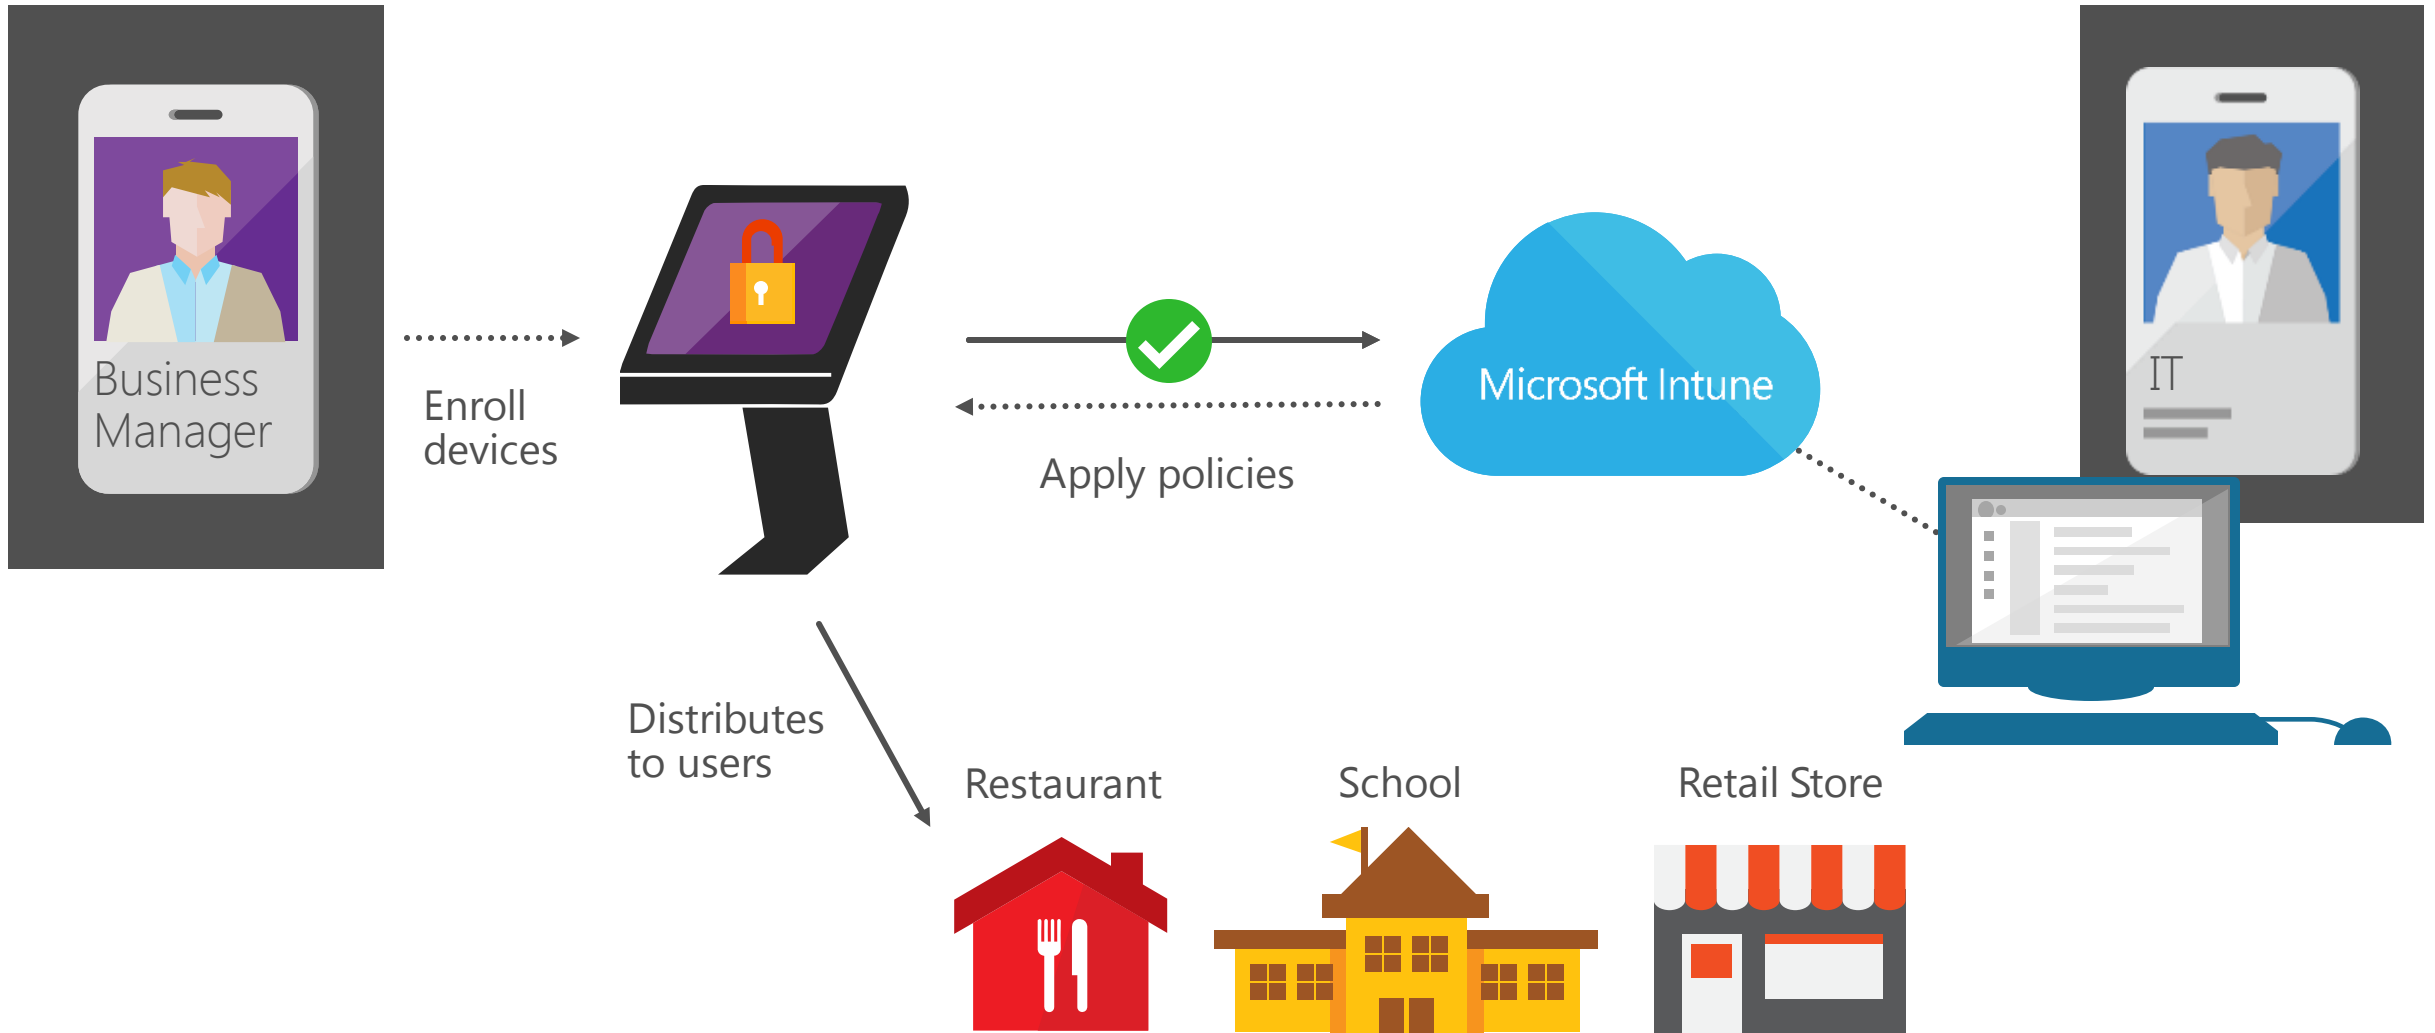 Business
Manager
Enroll
devices
Apply policies
Microsoft Intune
IT
Distributes
to users
Restaurant
School
Retail Store